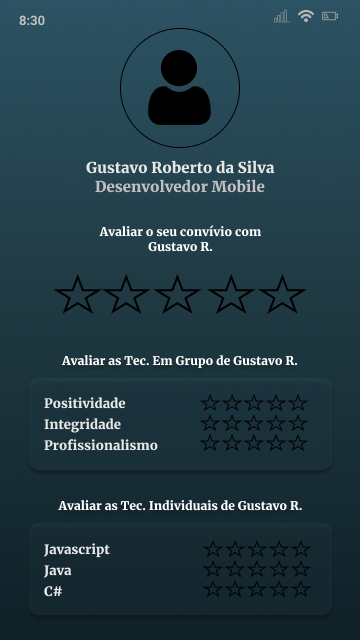 8:30
Gustavo Roberto da Silva
Desenvolvedor Mobile
Avaliar o seu convívio com
Gustavo R.
Avaliar as Tec. Em Grupo de Gustavo R.
Positividade
Integridade
Profissionalismo
Avaliar as Tec. Individuais de Gustavo R.
Javascript
Java
C#